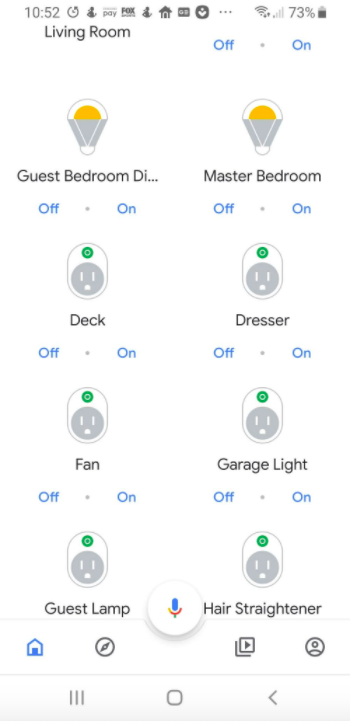 10:52 pay FOX 73%
Living Room
Off On
Guest Bedroom Di... Master Bedroom
Off On Off On
Deck Dresser
Off On Off On
Fan Garage Light
Off On Off On
Guest Lamp Hair Straightener